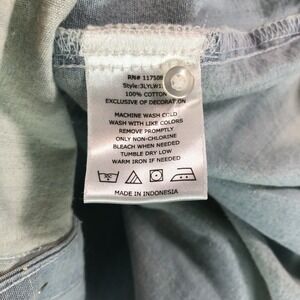 RN# 11750
Style:3LYLW1
100% COTTON
EXCLUSIVE OF DECORATION
MACHINE WASH COLD
WASH WITH LIKE COLORS
REMOVE PROMPTLY
ONLY NON-CHLORINE
BLEACH WHEN NEEDED
TUMBLE DRY LOW
WARM IRON IF NEEDED
MADE IN INDONESIA